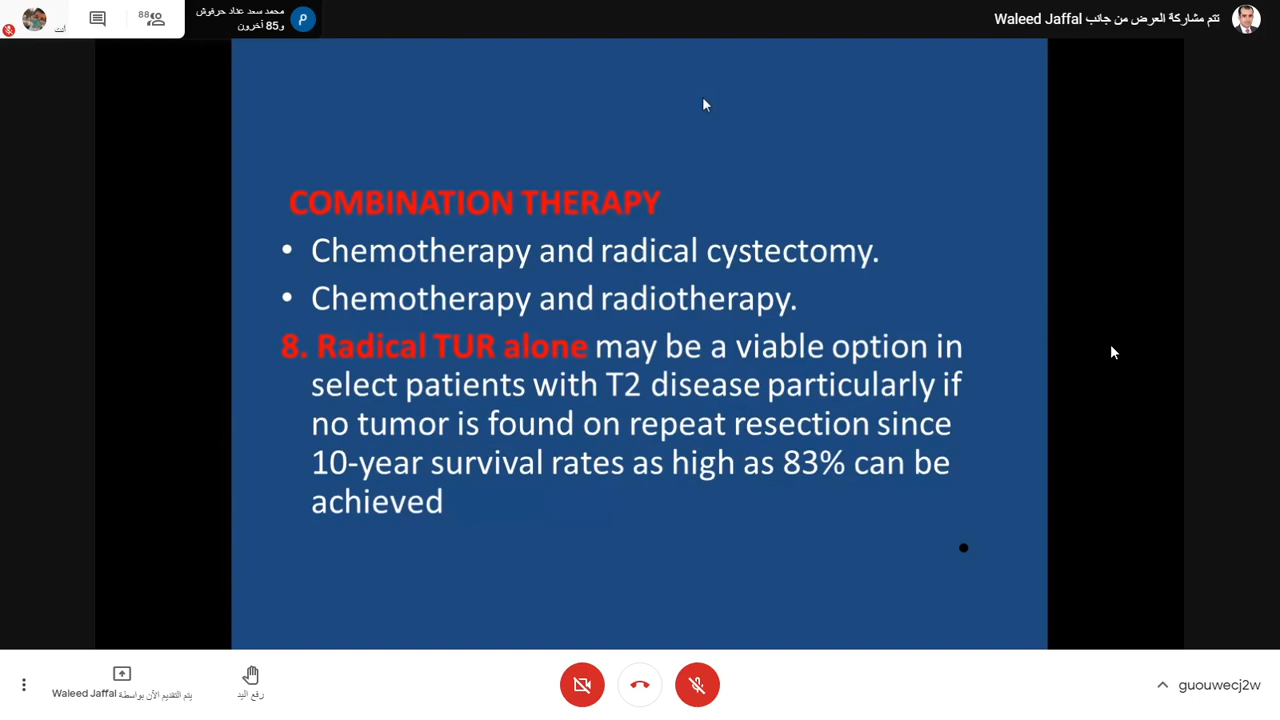 88
أنت
محمد سعد عناد حرفوش
و85 آخرون
تتم مشاركة العرض من جانب Waleed Jaffal
COMBINATION THERAPY
• Chemotherapy and radical cystectomy.
• Chemotherapy and radiotherapy.
8. Radical TUR alone may be a viable option in
select patients with T2 disease particularly if
no tumor is found on repeat resection since
10-year survival rates as high as 83% can be
achieved
يتم التقديم الآن بواسطة Waleed Jaffal
رفع اليد
guouwecj2w